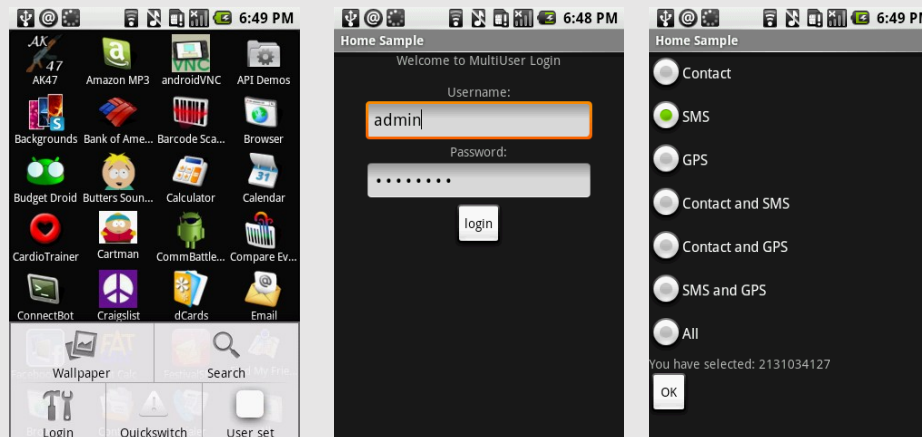 6:49 PM
AK 47
AK47
Amazon MP3
VNC
androidVNC
API Demos
Backgrounds
Bank of Ame...
Barcode Sca...
Browser
Budget Droid
Butters Soun...
Calculator
31
Calendar
CardioTrainer
Cartman
CommBattle...
Compare Ev...
ConnectBot
Craigslist
dCards
Email
Wallpaper
Search
Login
Quickswitch
User set
6:48 PM
Home Sample
Welcome to MultiUser Login
Username:
admin
Password:
login
6:49
Home Sample
Contact
SMS
GPS
Contact and SMS
Contact and GPS
SMS and GPS
All
You have selected: 2131034127
OK